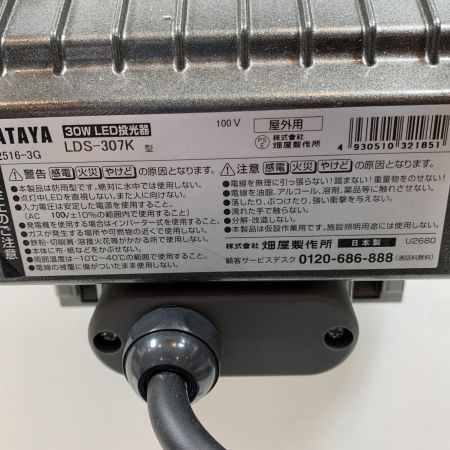 ATAYA 30W LED投光器 100V 屋外用 株式会社 畑屋製作所 4 930510 321851
2516-3G LDS-307K 型
⚠警告 感電 火災 やけど の原因となります。
●本製品は防雨型です。絶対に水中では使用しない。
●点灯中LEDを直視しない。また人に向けない。
●入力電圧は安定した電源を使用すること。
(AC 100V±10%の範囲内で使用すること)
●発電機を使用する場合はインバーター式を使用すること。
●ガスが発生する場所や可燃物の近くで使用しない。
●鉄粉・切削屑・溶接火花等がかかる所で使用しない。
●本体に布・紙などをかぶせない。
●周囲温度は−10℃〜40℃の範囲で使用すること。
●電線の被覆に傷がついたまま使用しない。
⚠注意 感電 火災 やけど の原因となります。
●電線を無理に引っ張らない!踏まない!重量物をのせない!
●電線を油脂、アルコール、溶剤、薬品等に触れさせない。
●落としたり、ぶつけたり、強い衝撃を与えない。
●濡れた手で触らない。
●分解・改造しない。
●本製品は仮設作業用です。施設照明用途には使用しない。
株式会社 畑屋製作所 日本製 U2680
顧客サービスデスク 0120-686-888(通話料無料)
のご注意